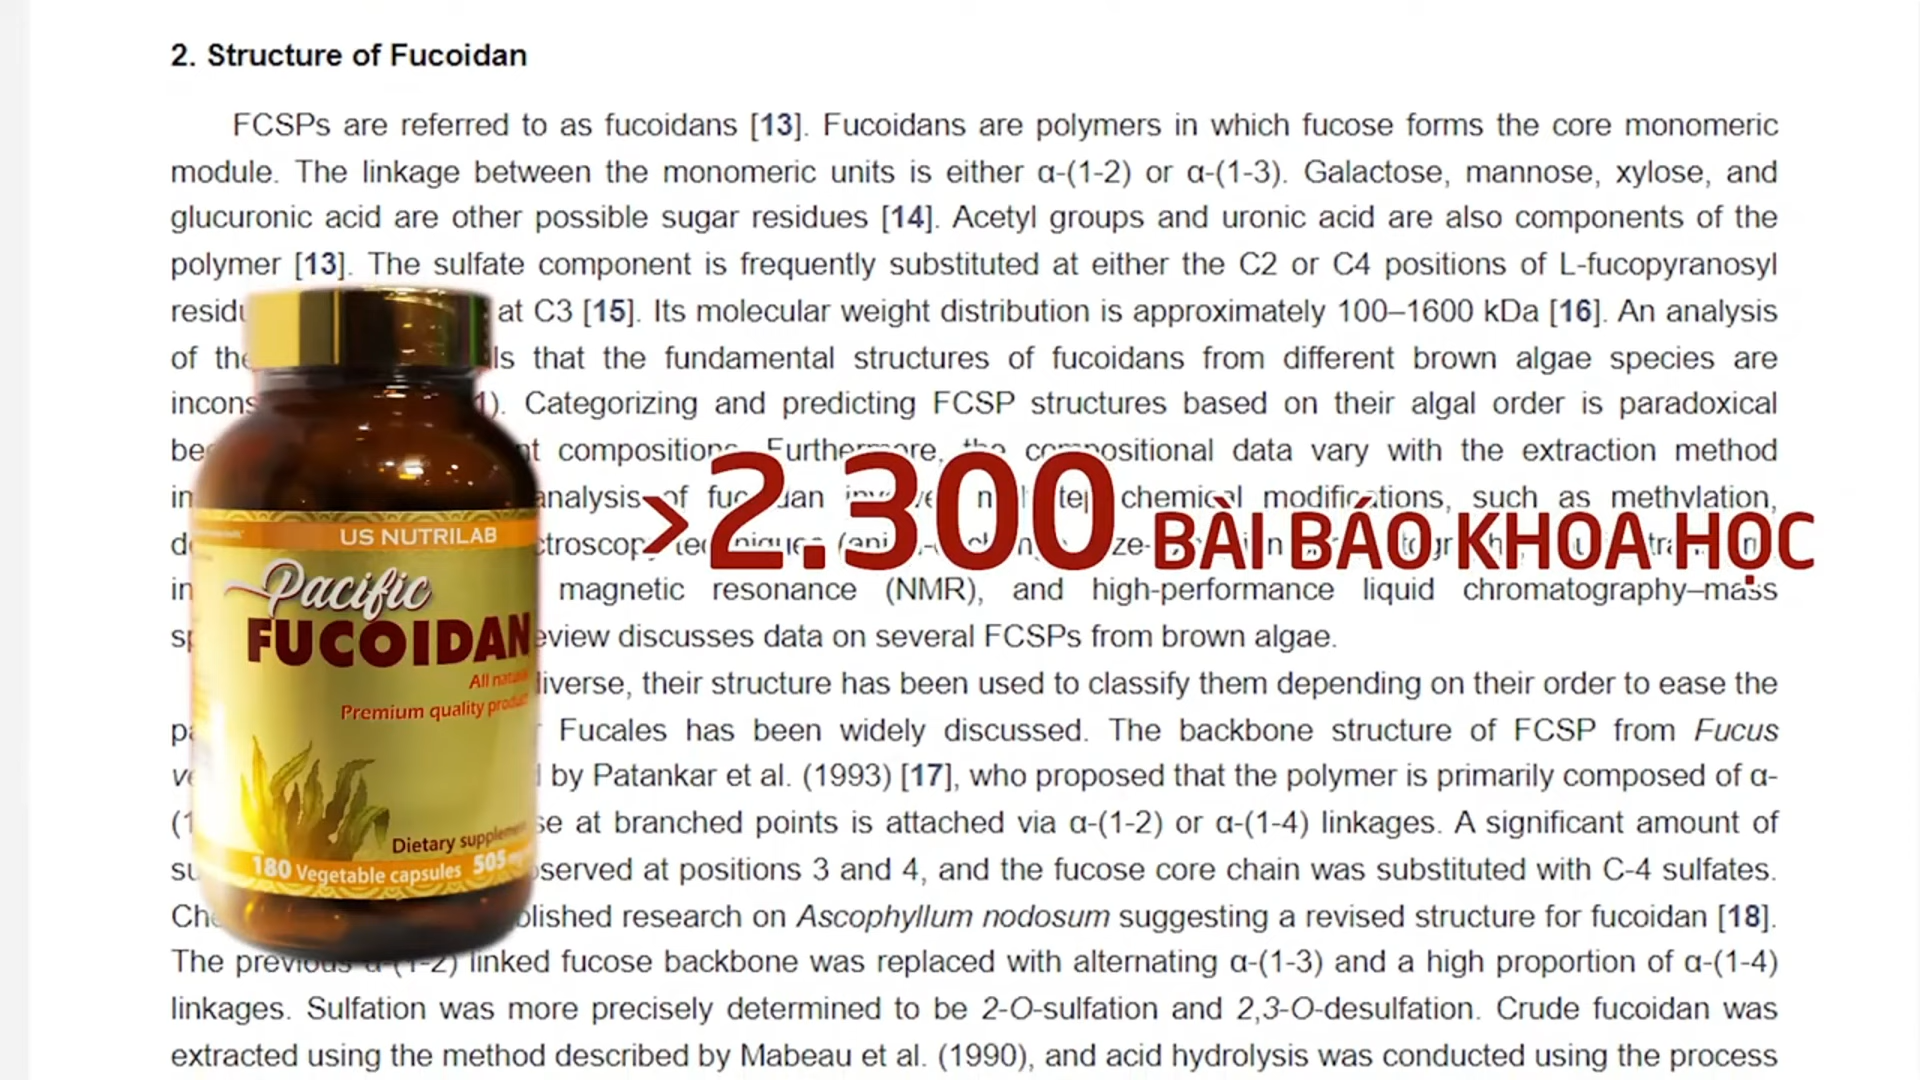 2. Structure of Fucoidan
FCSPs are referred to as fucoidans [13]. Fucoidans are polymers in which fucose forms the core monomeric
module. The linkage between the monomeric units is either α-(1-2) or α-(1-3). Galactose, mannose, xylose, and
glucuronic acid are other possible sugar residues [14]. Acetyl groups and uronic acid are also components of the
polymer [13]. The sulfate component is frequently substituted at either the C2 or C4 positions of L-fucopyranosyl
at C3 [15]. Its molecular weight distribution is approximately 100–1600 kDa [16]. An analysis
of that the fundamental structures of fucoidans from different brown algae species are
1). Categorizing and predicting FCSP structures based on their algal order is paradoxical
compositional data vary with the extraction method
analysis of chemical modifications, such as methylation,
>2.300 BÀI BÁO KHOA HỌC
magnetic resonance (NMR), and high-performance liquid chromatography–mass
discusses data on several FCSPs from brown algae.
their structure has been used to classify them depending on their order to ease the
Fucales has been widely discussed. The backbone structure of FCSP from Fucus
by Patankar et al. (1993) [17], who proposed that the polymer is primarily composed of α-
at branched points is attached via α-(1-2) or α-(1-4) linkages. A significant amount of
at positions 3 and 4, and the fucose core chain was substituted with C-4 sulfates.
research on Ascophyllum nodosum suggesting a revised structure for fucoidan [18].
The previous α-(1-2) linked fucose backbone was replaced with alternating α-(1-3) and a high proportion of α-(1-4)
linkages. Sulfation was more precisely determined to be 2-O-sulfation and 2,3-O-desulfation. Crude fucoidan was
extracted using the method described by Mabeau et al. (1990), and acid hydrolysis was conducted using the process
US NUTRILAB
Pacific
FUCOIDAN
All natural
Premium quality product
Dietary supplement
180 Vegetable capsules 505 mg